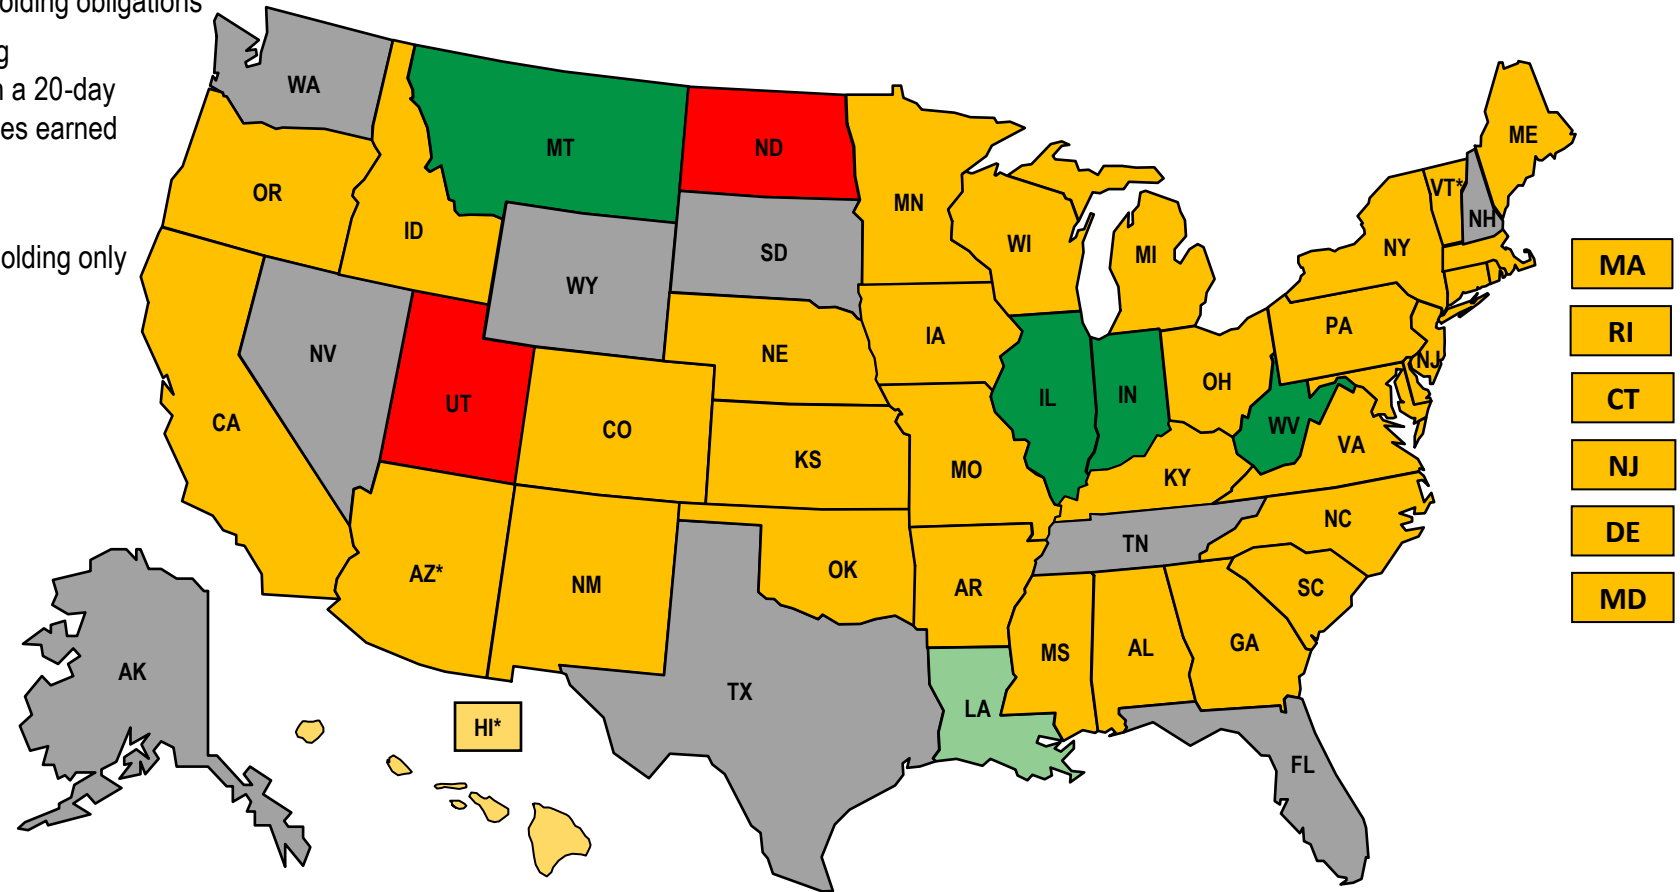 olding obligations
g
a 20-day
es earned
olding only
WA
MT
ND
MN
ME
VT*
NH
OR
ID
SD
WI
MI
NY
MA
WY
RI
PA
IA
NV
NE
NJ
OH
UT
CT
IL
IN
CA
CO
WV
VA
KS
MO
KY
NJ
NC
TN
DE
AZ*
NM
OK
AR
SC
MD
MS
AL
GA
AK
TX
LA
HI*
FL